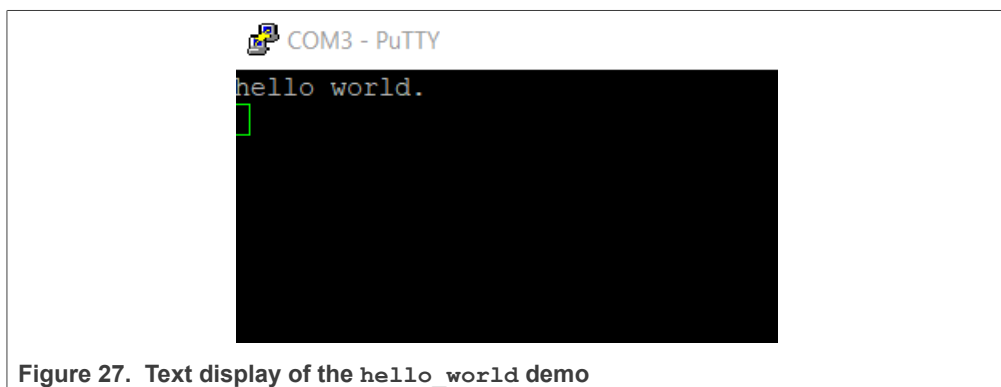 COM3 - PuTTY
hello world.
Figure 27. Text display of the hello_world demo